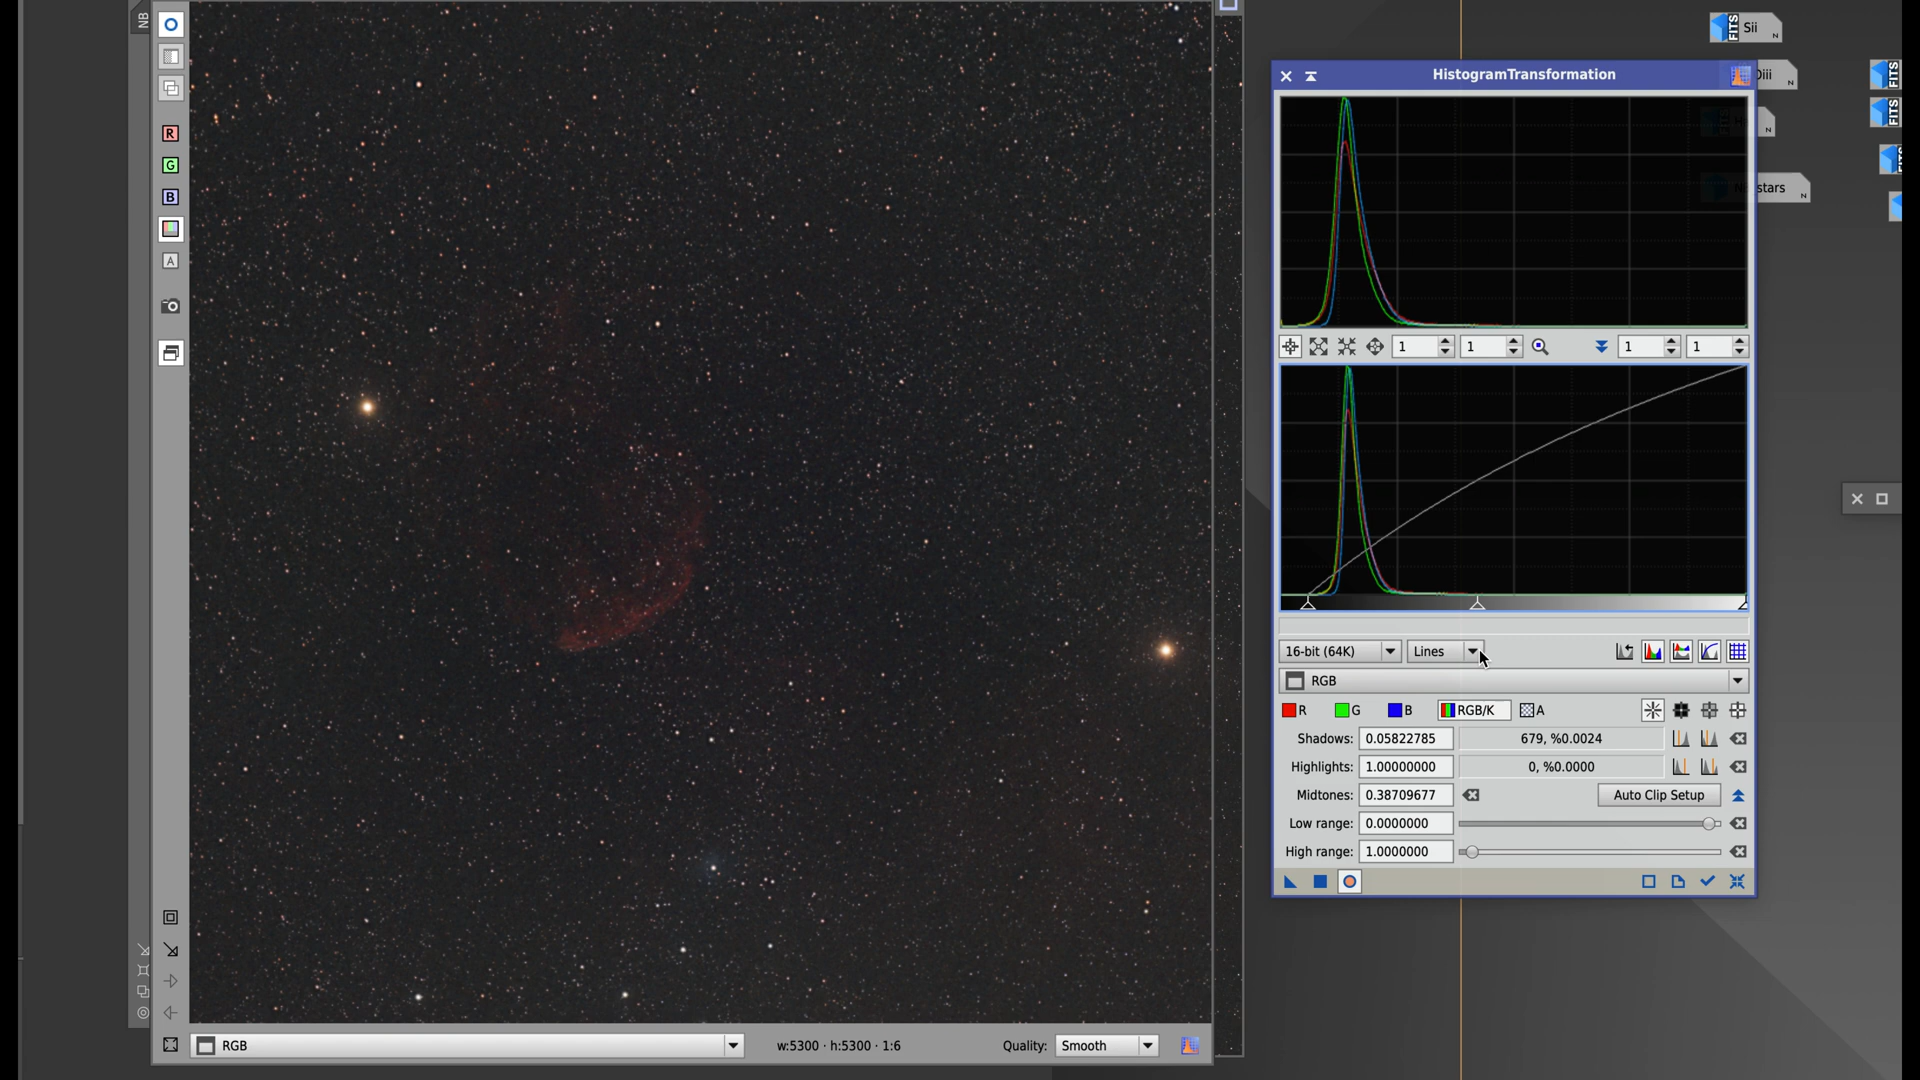 NB
R
G
B
A
RGB
w:5300 · h:5300 · 1:6
Quality:
Smooth
FITS
Sii
N
HistogramTransformation
Oiii
N
FITS
N
FITS
stars
N
1
1
1
1
16-bit (64K)
Lines
RGB
R
G
B
RGB/K
A
Shadows:
0.05822785
679, %0.0024
Highlights:
1.00000000
0, %0.0000
Midtones:
0.38709677
Auto Clip Setup
Low range:
0.0000000
High range:
1.0000000